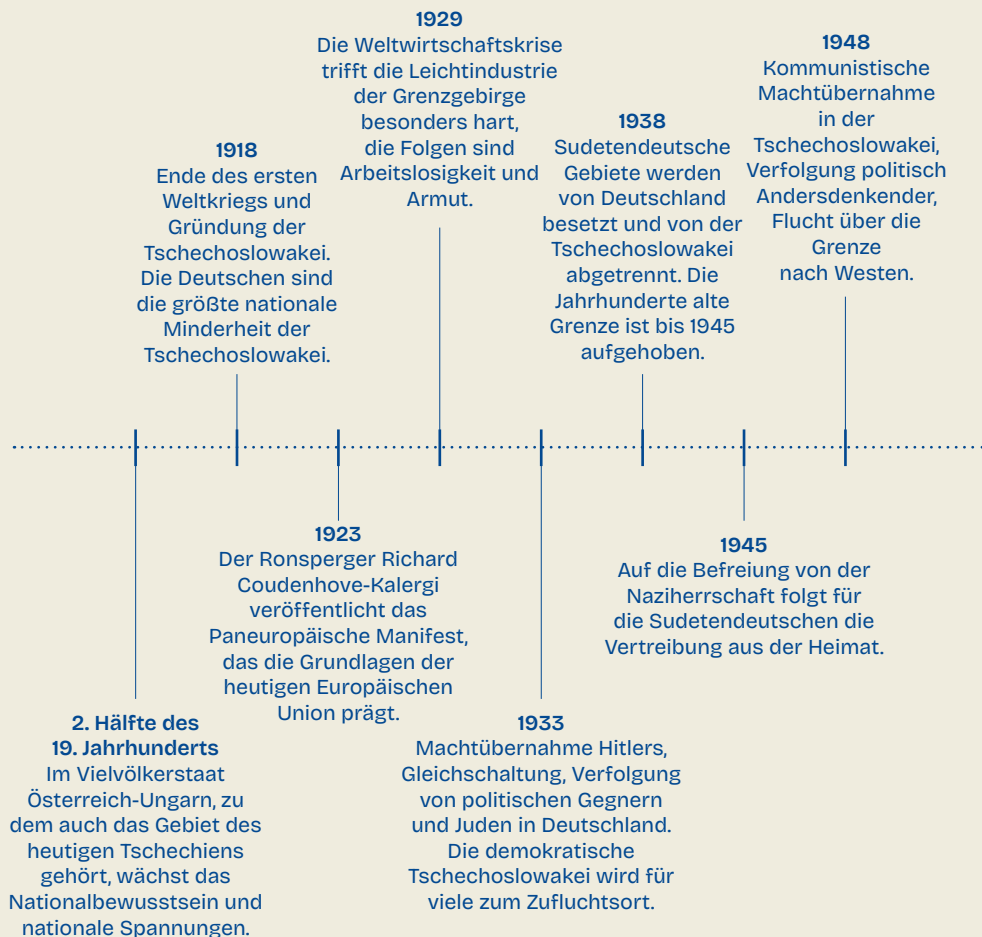 1929
Die Weltwirtschaftskrise
trifft die Leichtindustrie
der Grenzgebirge
besonders hart,
die Folgen sind
Arbeitslosigkeit und
Armut.
1948
Kommunistische
Machtübernahme
in der
Tschechoslowakei,
Verfolgung politisch
Andersdenkender,
Flucht über die
Grenze
nach Westen.
1938
Sudetendeutsche
Gebiete werden
von Deutschland
besetzt und von der
Tschechoslowakei
abgetrennt. Die
Jahrhunderte alte
Grenze ist bis 1945
aufgehoben.
1918
Ende des ersten
Weltkriegs und
Gründung der
Tschechoslowakei.
Die Deutschen sind
die größte nationale
Minderheit der
Tschechoslowakei.
1923
Der Ronsperger Richard
Coudenhove-Kalergi
veröffentlicht das
Paneuropäische Manifest,
das die Grundlagen der
heutigen Europäischen
Union prägt.
1945
Auf die Befreiung von der
Naziherrschaft folgt für
die Sudetendeutschen die
Vertreibung aus der Heimat.
2. Hälfte des
19. Jahrhunderts
Im Vielvölkerstaat
Österreich-Ungarn, zu
dem auch das Gebiet des
heutigen Tschechiens
gehört, wächst das
Nationalbewusstsein und
nationale Spannungen.
1933
Machtübernahme Hitlers,
Gleichschaltung, Verfolgung
von politischen Gegnern
und Juden in Deutschland.
Die demokratische
Tschechoslowakei wird für
viele zum Zufluchtsort.